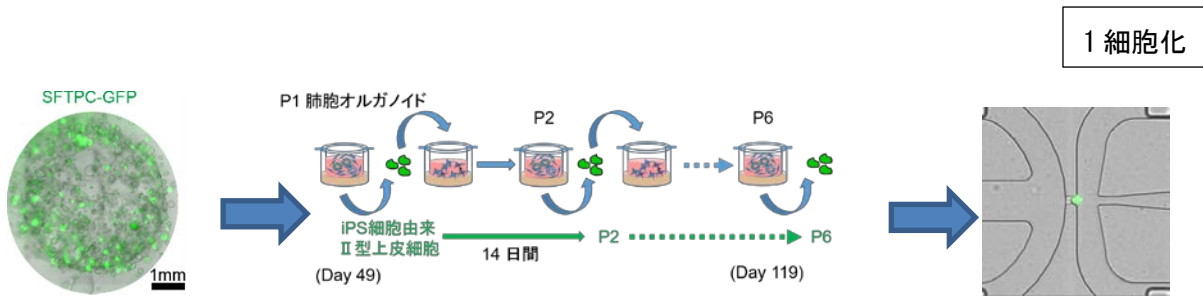 1 細胞化
SFTPC-GFP
1mm
P1 肺胞オルガノイド
P2
P6
iPS細胞由来
Ⅱ型上皮細胞
14 日間
P2
P6
(Day 49)
(Day 119)